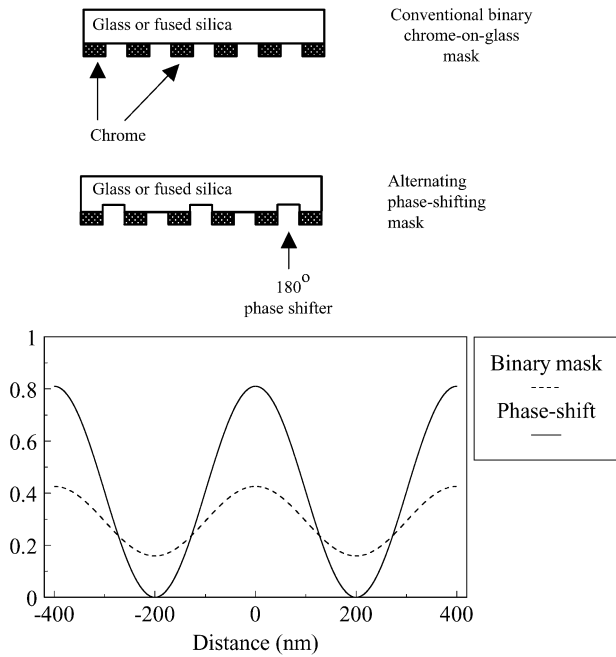 Glass or fused silica
Conventional binary
chrome-on-glass
mask
Chrome
Glass or fused silica
Alternating
phase-shifting
mask
180°
phase shifter
1
0.8
0.6
0.4
0.2
0
-400
-200
0
200
400
Distance (nm)
Binary mask
Phase-shift